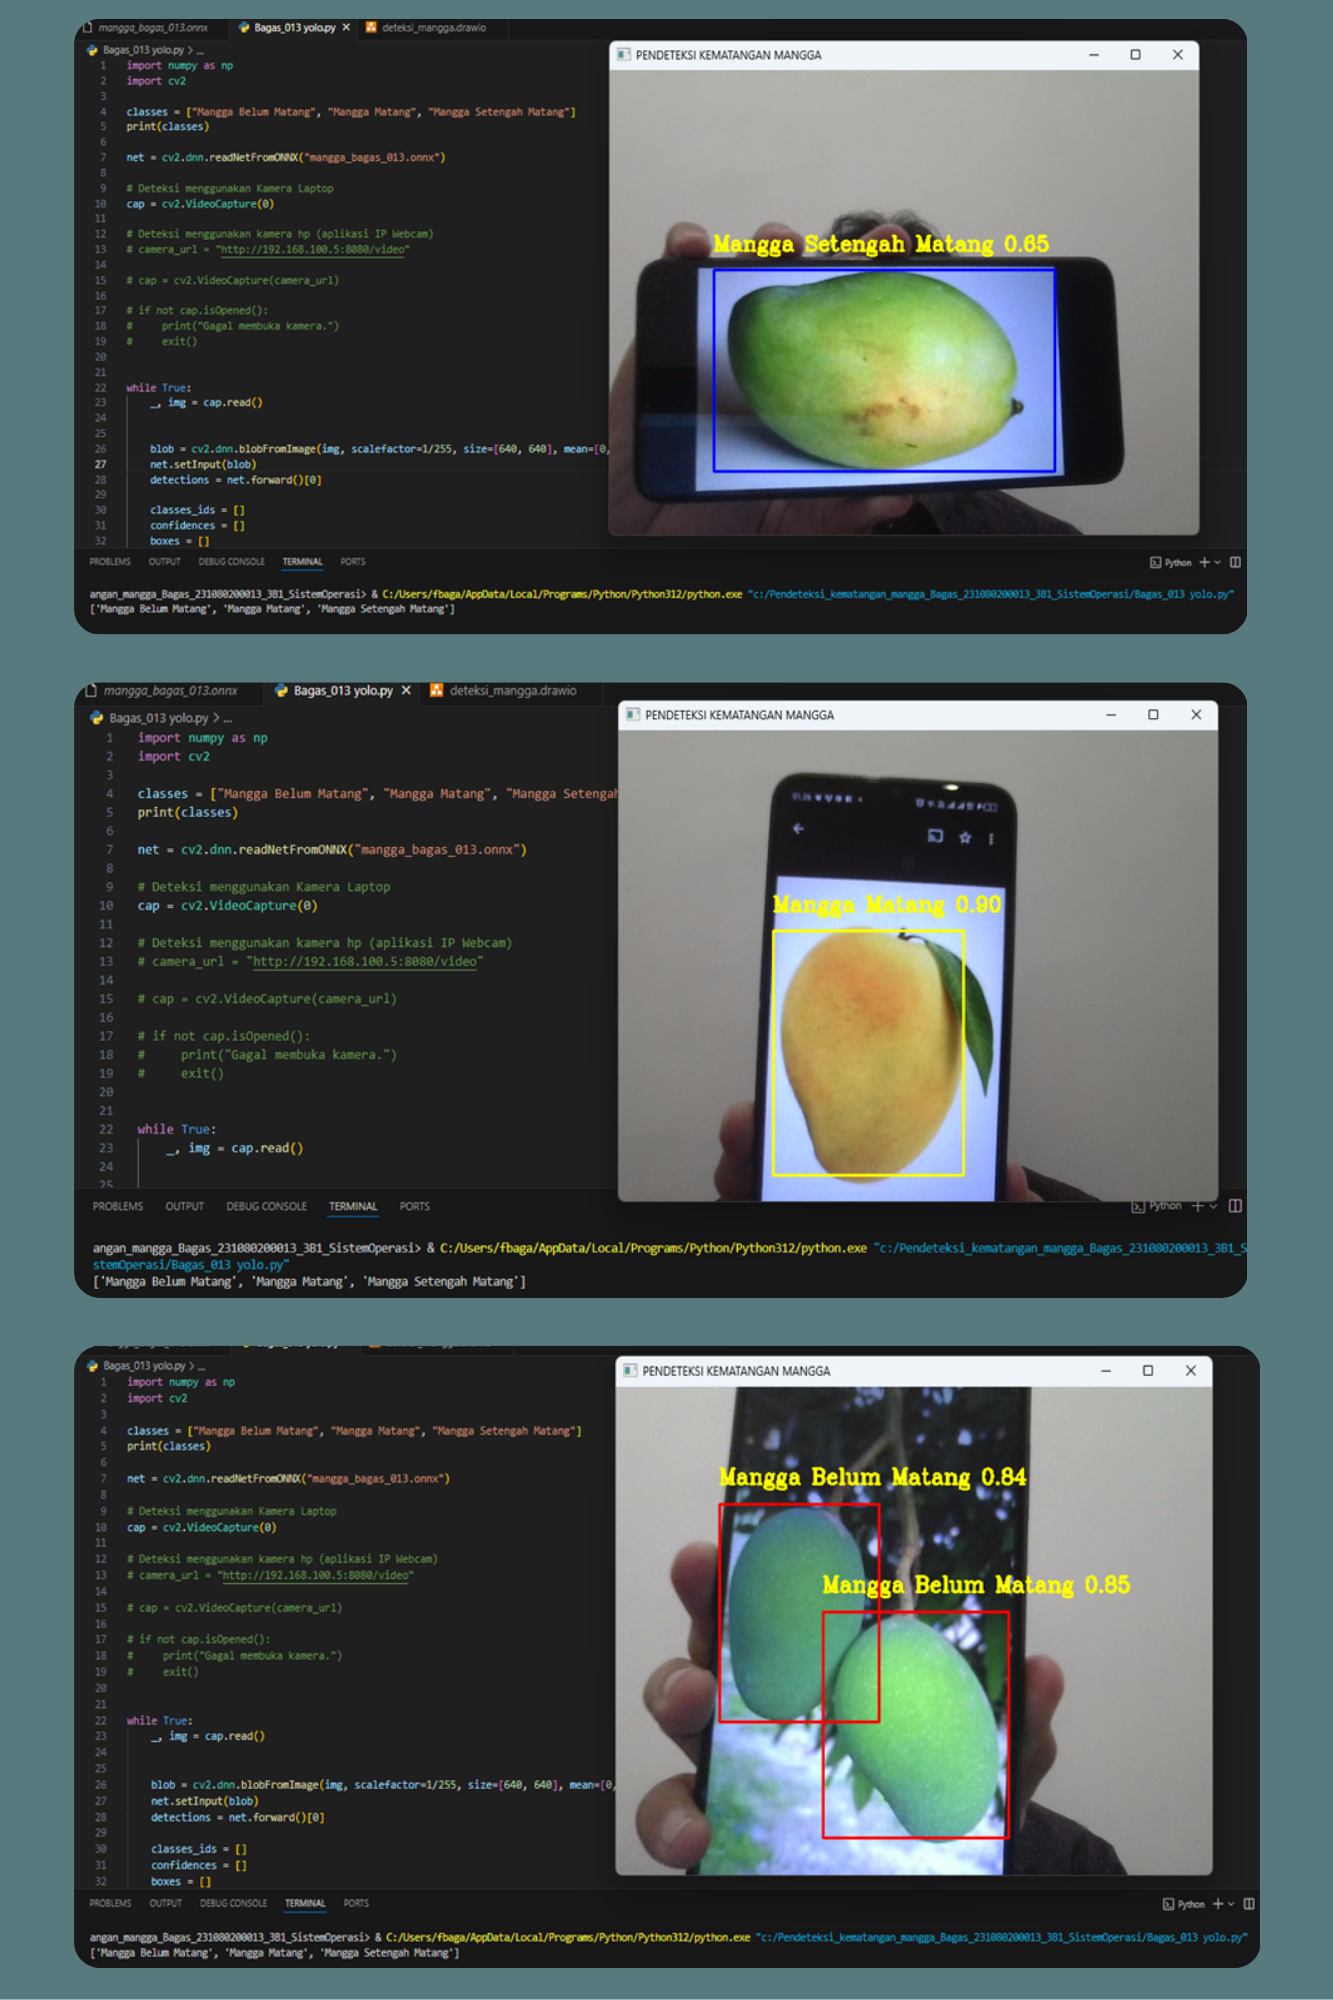 mangga_bagas_013.onnx Bagas_013 yolo.py deteksi_mangga.drawio
Bagas_013 yolo.py > ...
1 import numpy as np
2 import cv2
3
4 classes = ["Mangga Belum Matang", "Mangga Matang", "Mangga Setengah Matang"]
5 print(classes)
6
7 net = cv2.dnn.readNetFromONNX("mangga_bagas_013.onnx")
8
9 # Deteksi menggunakan Kamera Laptop
10 cap = cv2.VideoCapture(0)
11
12 # Deteksi menggunakan kamera hp (aplikasi IP Webcam)
13 # camera_url = "http://192.168.100.5:8080/video"
14
15 # cap = cv2.VideoCapture(camera_url)
16
17 # if not cap.isOpened():
18 #     print("Gagal membuka kamera.")
19 #     exit()
20
21
22 while True:
23 _, img = cap.read()
24
25
26 blob = cv2.dnn.blobFromImage(img, scalefactor=1/255, size=[640, 640], mean=[0,
27 net.setInput(blob)
28 detections = net.forward()[0]
29
30 classes_ids = []
31 confidences = []
32 boxes = []
PENDETEKSI KEMATANGAN MANGGA
Mangga Setengah Matang 0.65
PROBLEMS OUTPUT DEBUG CONSOLE TERMINAL PORTS
Python
angan_mangga_Bagas_231080200013_3B1_SistemOperasi> & C:/Users/fbaga/AppData/Local/Programs/Python/Python312/python.exe "c:/Pendeteksi_kematangan_mangga_Bagas_231080200013_3B1_SistemOperasi/Bagas_013 yolo.py"
['Mangga Belum Matang', 'Mangga Matang', 'Mangga Setengah Matang']
mangga_bagas_013.onnx Bagas_013 yolo.py deteksi_mangga.drawio
Bagas_013 yolo.py > ...
1 import numpy as np
2 import cv2
3
4 classes = ["Mangga Belum Matang", "Mangga Matang", "Mangga Setengah
5 print(classes)
6
7 net = cv2.dnn.readNetFromONNX("mangga_bagas_013.onnx")
8
9 # Deteksi menggunakan Kamera Laptop
10 cap = cv2.VideoCapture(0)
11
12 # Deteksi menggunakan kamera hp (aplikasi IP Webcam)
13 # camera_url = "http://192.168.100.5:8080/video"
14
15 # cap = cv2.VideoCapture(camera_url)
16
17 # if not cap.isOpened():
18 #     print("Gagal membuka kamera.")
19 #     exit()
20
21
22 while True:
23 _, img = cap.read()
24
25
PENDETEKSI KEMATANGAN MANGGA
Mangga Matang 0.90
PROBLEMS OUTPUT DEBUG CONSOLE TERMINAL PORTS
Python
angan_mangga_Bagas_231080200013_3B1_SistemOperasi> & C:/Users/fbaga/AppData/Local/Programs/Python/Python312/python.exe "c:/Pendeteksi_kematangan_mangga_Bagas_231080200013_3B1_S
stemOperasi/Bagas_013 yolo.py"
['Mangga Belum Matang', 'Mangga Matang', 'Mangga Setengah Matang']
Bagas_013 yolo.py > ...
1 import numpy as np
2 import cv2
3
4 classes = ["Mangga Belum Matang", "Mangga Matang", "Mangga Setengah Matang"]
5 print(classes)
6
7 net = cv2.dnn.readNetFromONNX("mangga_bagas_013.onnx")
8
9 # Deteksi menggunakan Kamera Laptop
10 cap = cv2.VideoCapture(0)
11
12 # Deteksi menggunakan kamera hp (aplikasi IP Webcam)
13 # camera_url = "http://192.168.100.5:8080/video"
14
15 # cap = cv2.VideoCapture(camera_url)
16
17 # if not cap.isOpened():
18 #     print("Gagal membuka kamera.")
19 #     exit()
20
21
22 while True:
23 _, img = cap.read()
24
25
26 blob = cv2.dnn.blobFromImage(img, scalefactor=1/255, size=[640, 640], mean=[0,
27 net.setInput(blob)
28 detections = net.forward()[0]
29
30 classes_ids = []
31 confidences = []
32 boxes = []
PENDETEKSI KEMATANGAN MANGGA
Mangga Belum Matang 0.84
Mangga Belum Matang 0.85
PROBLEMS OUTPUT DEBUG CONSOLE TERMINAL PORTS
Python
angan_mangga_Bagas_231080200013_3B1_SistemOperasi> & C:/Users/fbaga/AppData/Local/Programs/Python/Python312/python.exe "c:/Pendeteksi_kematangan_mangga_Bagas_231080200013_3B1_SistemOperasi/Bagas_013 yolo.py"
['Mangga Belum Matang', 'Mangga Matang', 'Mangga Setengah Matang']